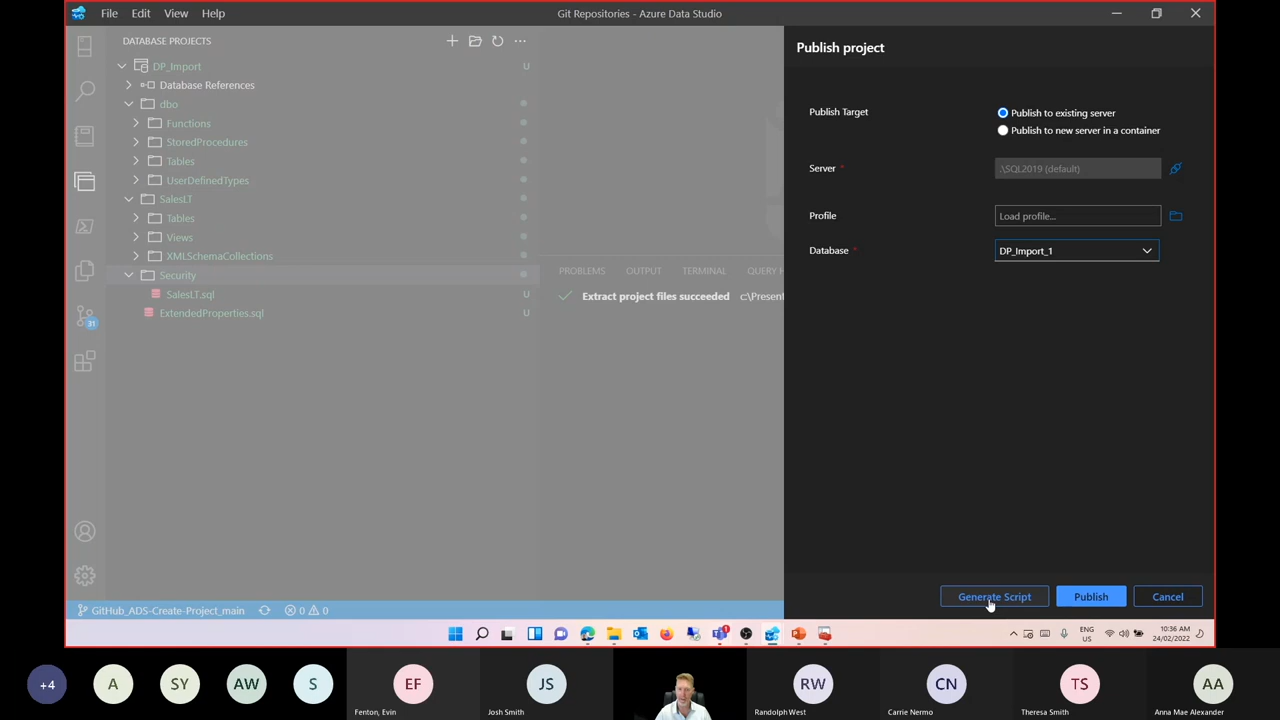 File Edit View Help
Git Repositories - Azure Data Studio
DATABASE PROJECTS
DP_Import U
Database References
dbo
Functions
StoredProcedures
Tables
UserDefinedTypes
SalesLT
Tables
Views
XMLSchemaCollections
Security
SalesLT.sql U
ExtendedProperties.sql U
31
PROBLEMS OUTPUT TERMINAL QUERY H
Extract project files succeeded c:\Present
GitHub_ADS-Create-Project_main 0 0
Publish project
Publish Target
Publish to existing server
Publish to new server in a container
Server *
.\SQL2019 (default)
Profile
Load profile...
Database *
DP_Import_1
Generate Script Publish Cancel
1
ENG
US
10:36 AM
24/02/2022
+4 A SY AW S EF JS RW CN TS AA
Fenton, Evin Josh Smith Randolph West Carrie Nermo Theresa Smith Anna Mae Alexander